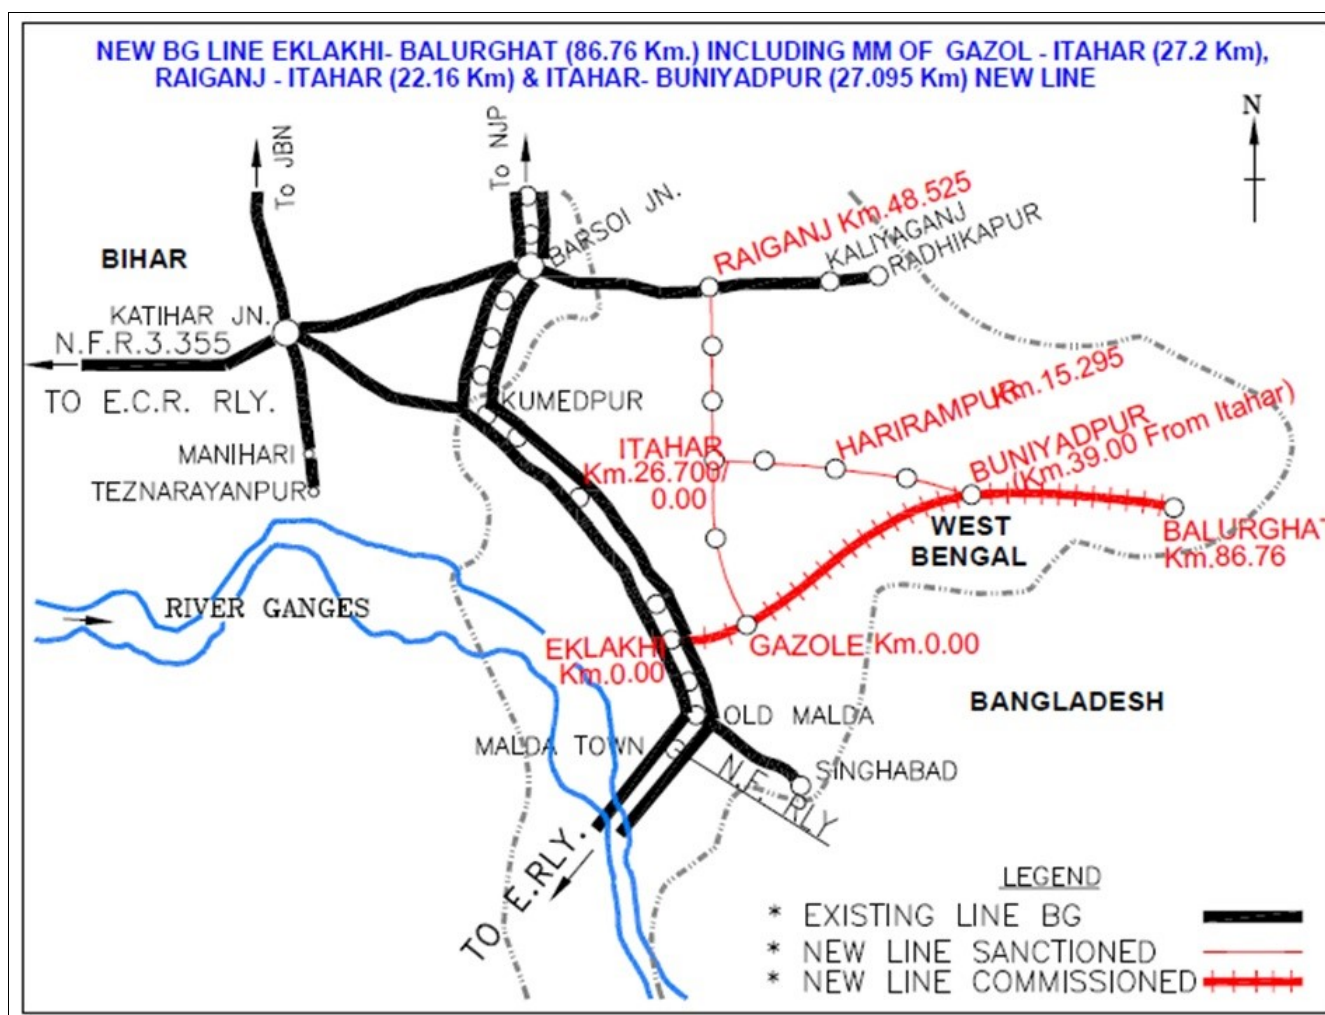 NEW BG LINE EKLAKHI- BALURGHAT (86.76 Km.) INCLUDING MM OF GAZOL - ITAHAR (27.2 Km),
RAIGANJ - ITAHAR (22.16 Km) & ITAHAR- BUNIYADPUR (27.095 Km) NEW LINE
N
To JBN
To NJP
BARSOI JN.
RAIGANJ Km.48.525
KALIYAGANJ
RADHIKAPUR
BIHAR
KATIHAR JN.
N.F.R.3.355
TO E.C.R. RLY.
KUMEDPUR
MANIHARI
TEZNARAYANPUR
ITAHAR
Km.26.700/
0.00
HARIRAMPUR
Km.15.295
BUNIYADPUR
(Km.39.00 From Itahar)
WEST
BENGAL
BALURGHAT
Km.86.76
RIVER GANGES
EKLAKHI
Km.0.00
GAZOLE Km.0.00
BANGLADESH
OLD MALDA
MALDA TOWN
SINGHABAD
N.F. RLY
TO E.RLY.
LEGEND
* EXISTING LINE BG
* NEW LINE SANCTIONED
* NEW LINE COMMISSIONED